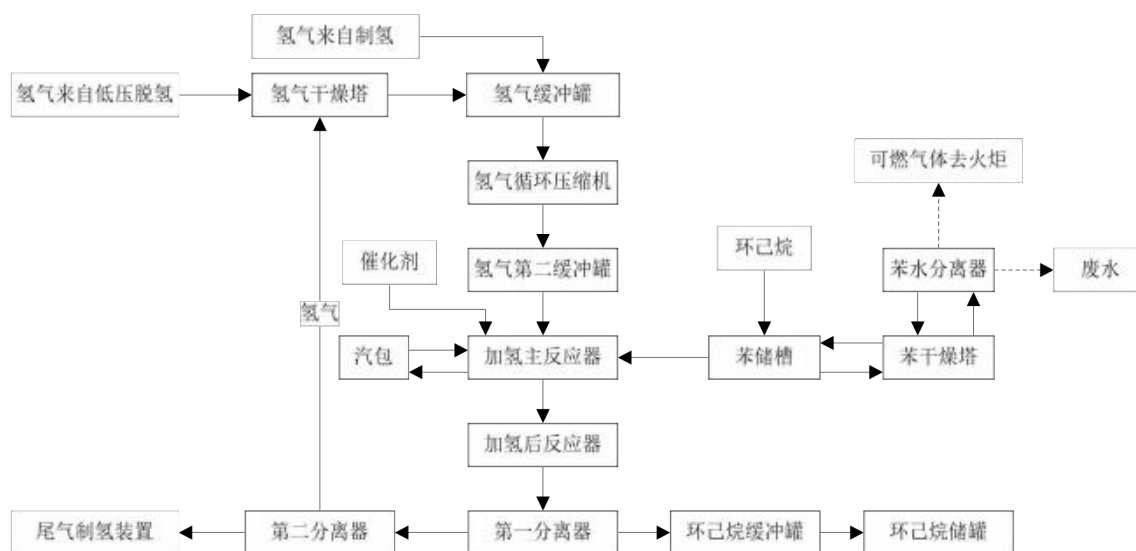 氢气来自制氢
氢气来自低压脱氢
氢气干燥塔
氢气缓冲罐
可燃气体去火炬
氢气循环压缩机
环己烷
催化剂
氢气第二缓冲罐
苯水分离器
废水
氢气
汽包
加氢主反应器
苯储槽
苯干燥塔
加氢后反应器
尾气制氢装置
第二分离器
第一分离器
环己烷缓冲罐
环己烷储罐